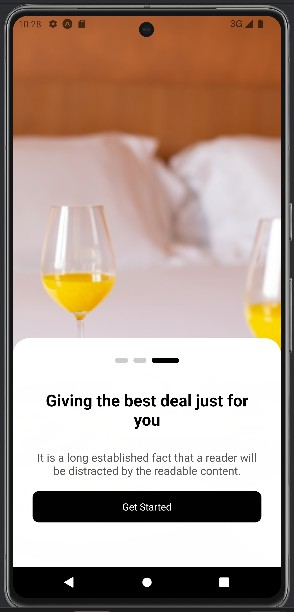 10:28
3G
Giving the best deal just for
you
It is a long established fact that a reader will
be distracted by the readable content.
Get Started